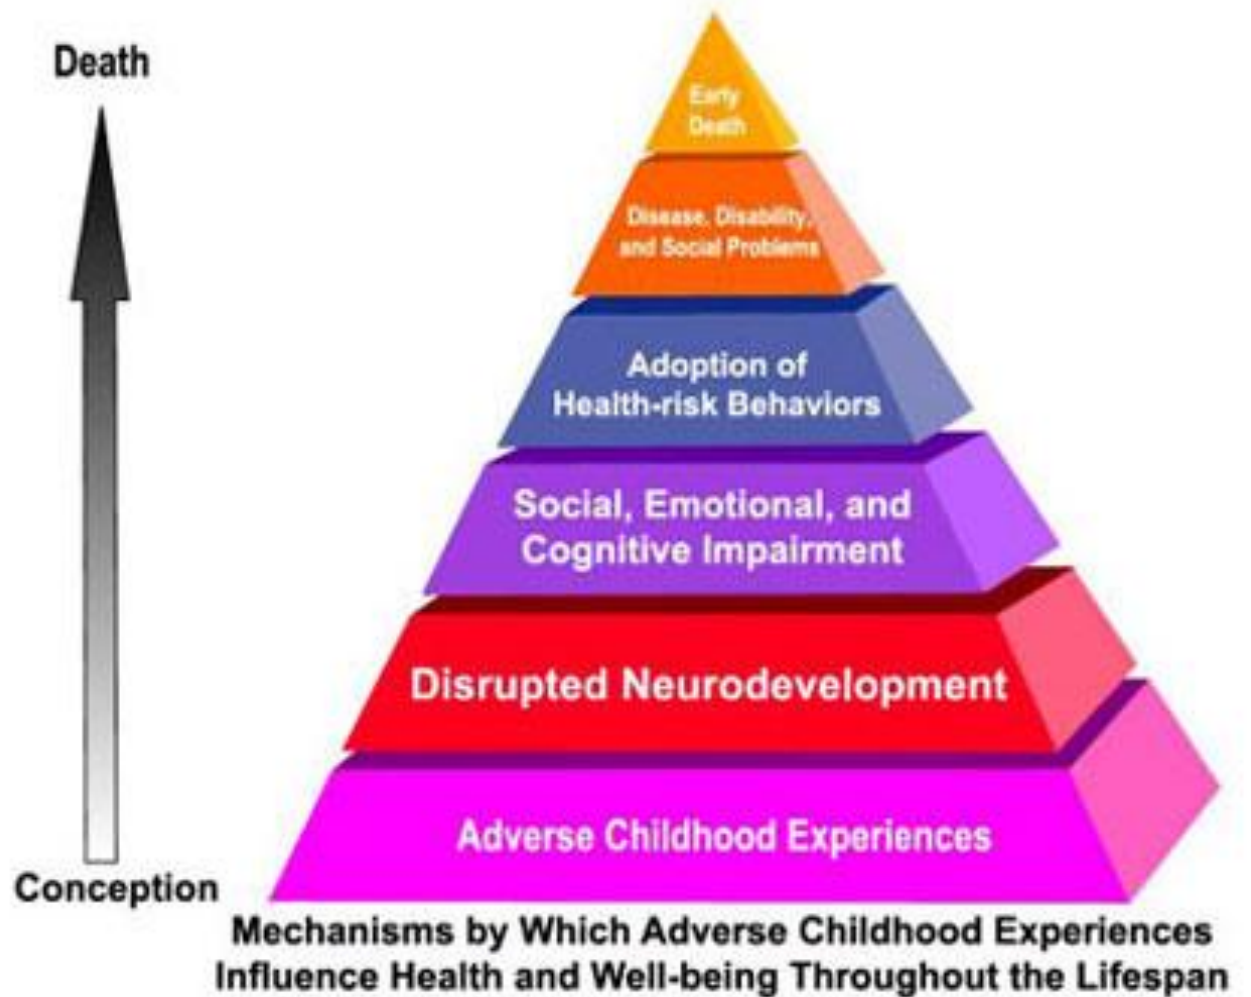 Death
Early
Death
Disease, Disability,
and Social Problems
Adoption of
Health-risk Behaviors
Social, Emotional, and
Cognitive Impairment
Disrupted Neurodevelopment
Adverse Childhood Experiences
Conception
Mechanisms by Which Adverse Childhood Experiences
Influence Health and Well-being Throughout the Lifespan